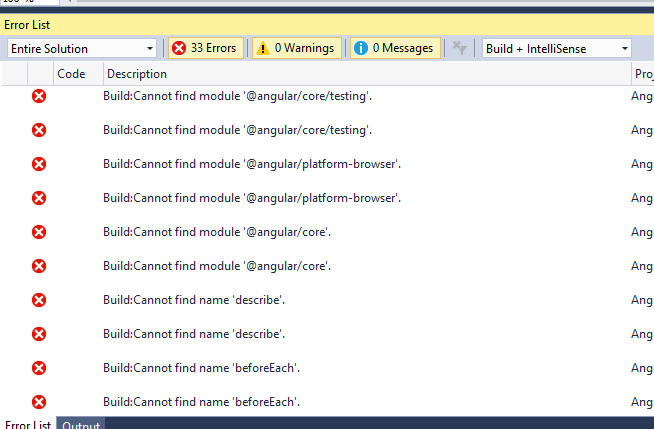 Error List
Entire Solution 33 Errors 0 Warnings 0 Messages Build + IntelliSense
Code Description Proj
Build:Cannot find module '@angular/core/testing'. Ang
Build:Cannot find module '@angular/core/testing'. Ang
Build:Cannot find module '@angular/platform-browser'. Ang
Build:Cannot find module '@angular/platform-browser'. Ang
Build:Cannot find module '@angular/core'. Ang
Build:Cannot find module '@angular/core'. Ang
Build:Cannot find name 'describe'. Ang
Build:Cannot find name 'describe'. Ang
Build:Cannot find name 'beforeEach'. Ang
Build:Cannot find name 'beforeEach'. Ang
Error List Output